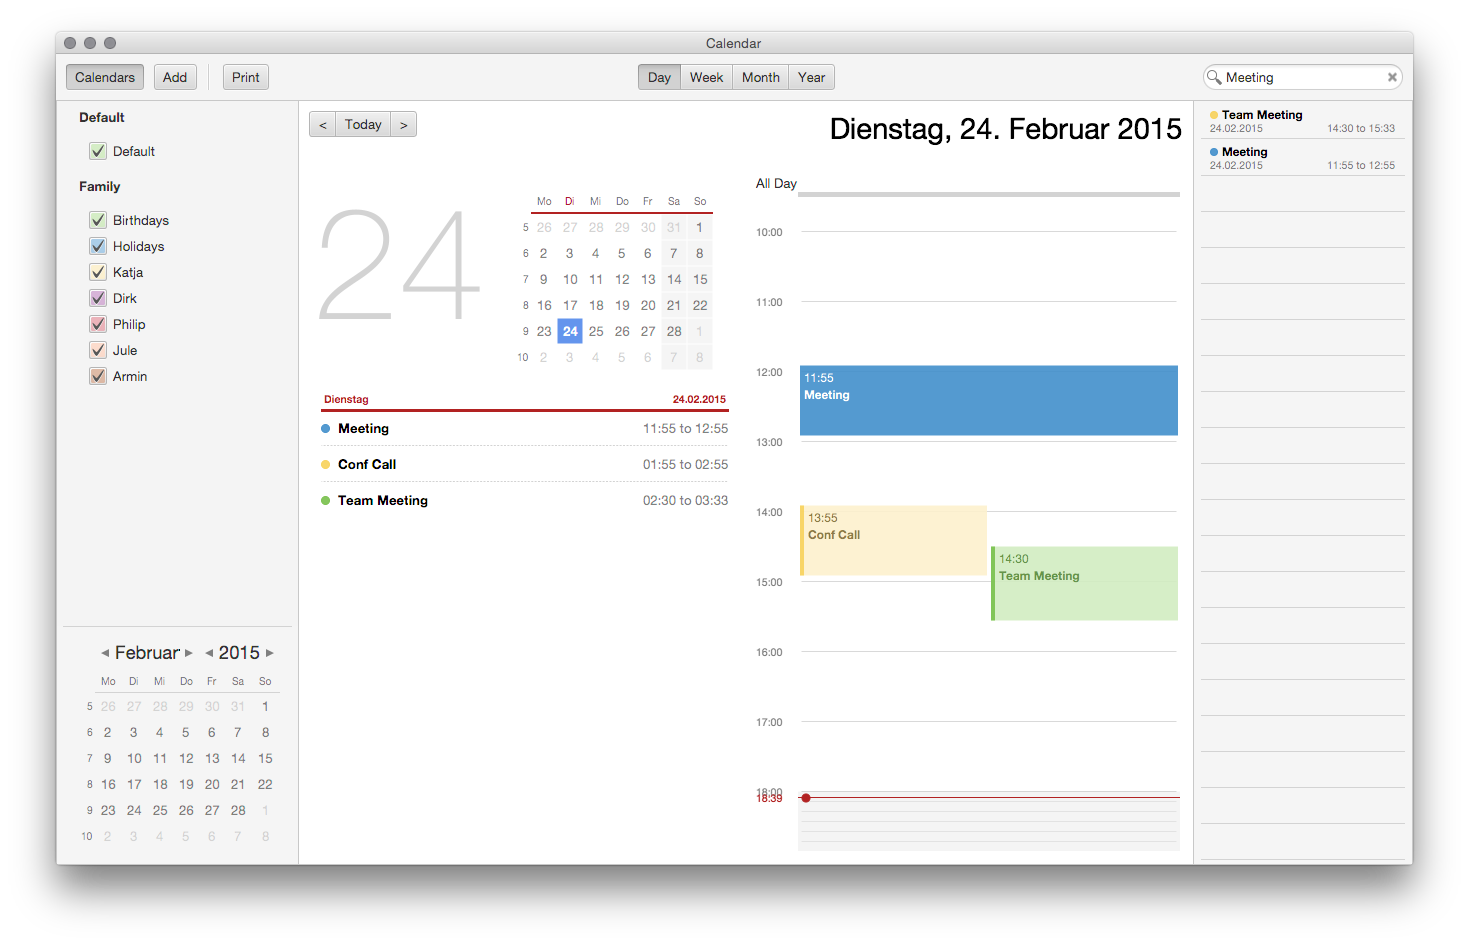 Calendar
Calendars Add Print
Day Week Month Year
Meeting
Default
Default
Family
Birthdays
Holidays
Katja
Dirk
Philip
Jule
Armin
Februar 2015
Mo Di Mi Do Fr Sa So
5 26 27 28 29 30 31 1
6 2 3 4 5 6 7 8
7 9 10 11 12 13 14 15
8 16 17 18 19 20 21 22
9 23 24 25 26 27 28 1
10 2 3 4 5 6 7 8
< Today >
Dienstag, 24. Februar 2015
24
Mo Di Mi Do Fr Sa So
5 26 27 28 29 30 31 1
6 2 3 4 5 6 7 8
7 9 10 11 12 13 14 15
8 16 17 18 19 20 21 22
9 23 24 25 26 27 28 1
10 2 3 4 5 6 7 8
Dienstag 24.02.2015
Meeting 11:55 to 12:55
Conf Call 01:55 to 02:55
Team Meeting 02:30 to 03:33
All Day
10:00
11:00
12:00
11:55
Meeting
13:00
14:00
13:55
Conf Call
14:30
Team Meeting
15:00
16:00
17:00
18:00
18:39
Team Meeting
24.02.2015 14:30 to 15:33
Meeting
24.02.2015 11:55 to 12:55